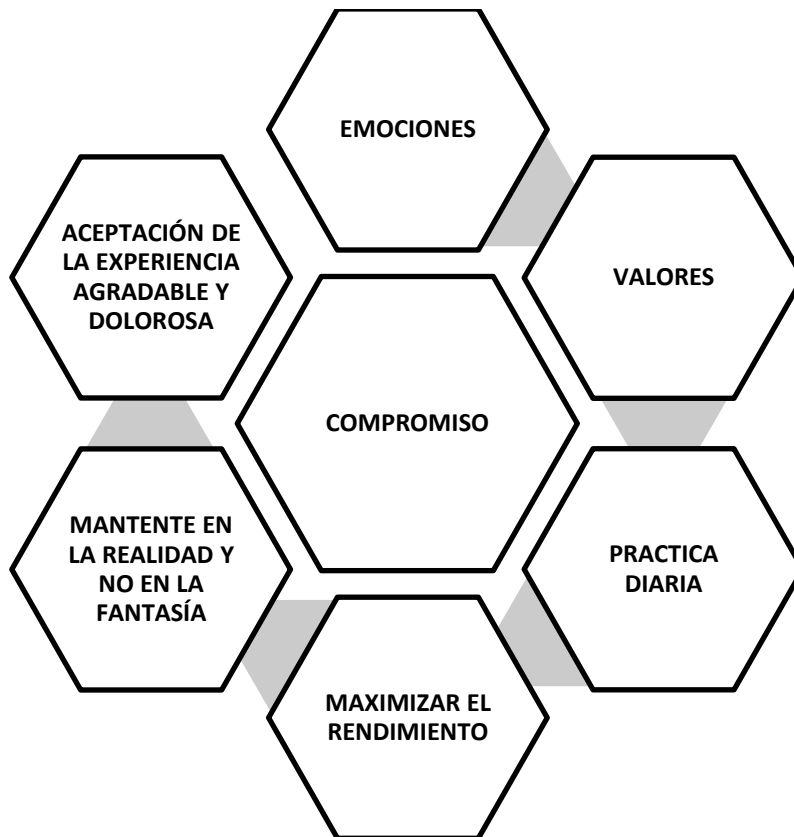 EMOCIONES
VALORES
PRACTICA
DIARIA
MAXIMIZAR EL
RENDIMIENTO
MANTENTE EN
LA REALIDAD Y
NO EN LA
FANTASÍA
ACEPTACIÓN DE
LA EXPERIENCIA
AGRADABLE Y
DOLOROSA
COMPROMISO